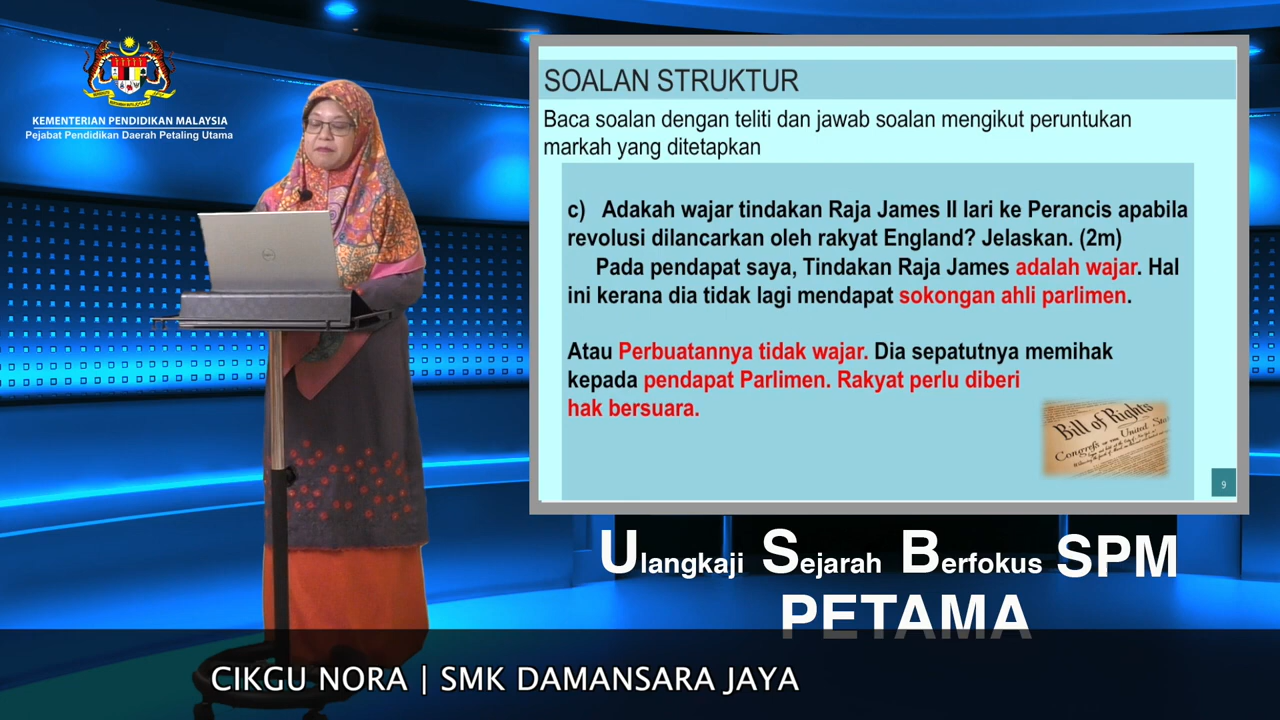 KEMENTERIAN PENDIDIKAN MALAYSIA
Pejabat Pendidikan Daerah Petaling Utama
SOALAN STRUKTUR
Baca soalan dengan teliti dan jawab soalan mengikut peruntukan
markah yang ditetapkan
c) Adakah wajar tindakan Raja James II lari ke Perancis apabila
revolusi dilancarkan oleh rakyat England? Jelaskan. (2m)
Pada pendapat saya, Tindakan Raja James adalah wajar. Hal
ini kerana dia tidak lagi mendapat sokongan ahli parlimen.
Atau Perbuatannya tidak wajar. Dia sepatutnya memihak
kepada pendapat Parlimen. Rakyat perlu diberi
hak bersuara.
Bill of Rights
Congress of the United
9
Ulangkaji Sejarah Berfokus SPM
PETAMA
CIKGU NORA | SMK DAMANSARA JAYA